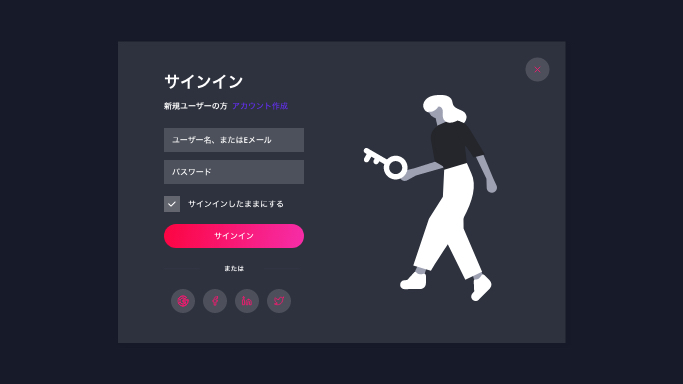 サインイン
新規ユーザーの方 アカウント作成
ユーザー名、またはEメール
パスワード
サインインしたままにする
サインイン
または